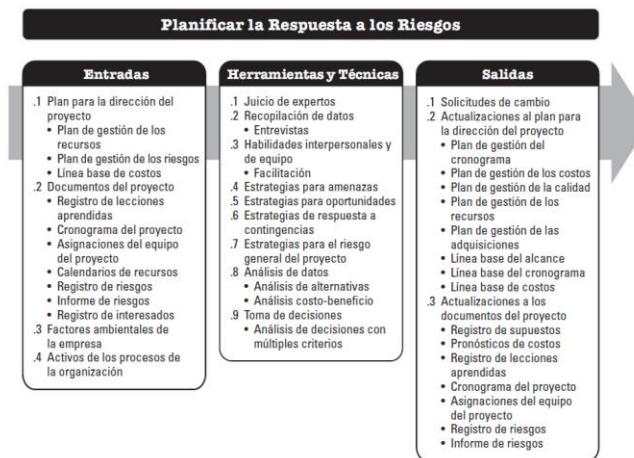 Planificar la Respuesta a los Riesgos
Entradas
.1 Plan para la dirección del
proyecto
• Plan de gestión de los
recursos
• Plan de gestión de los riesgos
• Línea base de costos
.2 Documentos del proyecto
• Registro de lecciones
aprendidas
• Cronograma del proyecto
• Asignaciones del equipo
del proyecto
• Calendarios de recursos
• Registro de riesgos
• Informe de riesgos
• Registro de interesados
.3 Factores ambientales de
la empresa
.4 Activos de los procesos de
la organización
Herramientas y Técnicas
.1 Juicio de expertos
.2 Recopilación de datos
• Entrevistas
.3 Habilidades interpersonales y
de equipo
• Facilitación
.4 Estrategias para amenazas
.5 Estrategias para oportunidades
.6 Estrategias de respuesta a
contingencias
.7 Estrategias para el riesgo
general del proyecto
.8 Análisis de datos
• Análisis de alternativas
• Análisis costo-beneficio
.9 Toma de decisiones
• Análisis de decisiones con
múltiples criterios
Salidas
.1 Solicitudes de cambio
.2 Actualizaciones al plan para
la dirección del proyecto
• Plan de gestión del
cronograma
• Plan de gestión de los costos
• Plan de gestión de la calidad
• Plan de gestión de los
recursos
• Plan de gestión de las
adquisiciones
• Línea base del alcance
• Línea base del cronograma
• Línea base de costos
.3 Actualizaciones a los
documentos del proyecto
• Registro de supuestos
• Pronósticos de costos
• Registro de lecciones
aprendidas
• Cronograma del proyecto
• Asignaciones del equipo
del proyecto
• Registro de riesgos
• Informe de riesgos